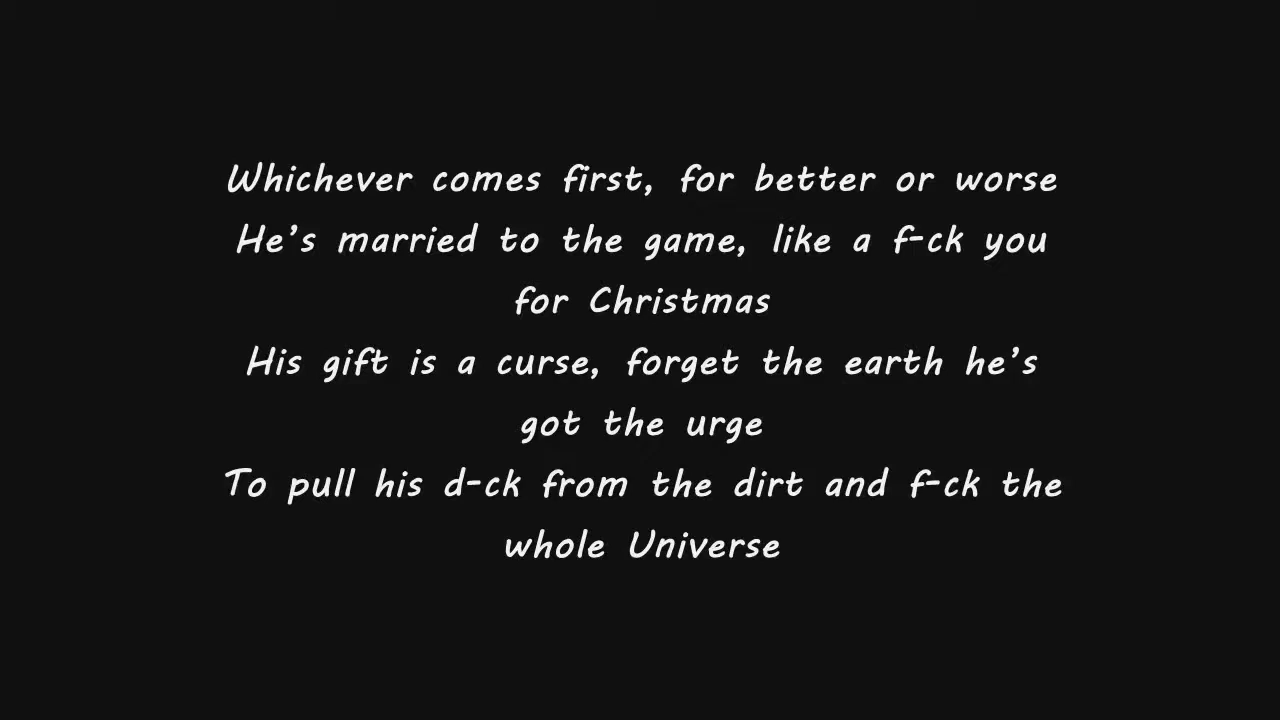 Whichever comes first, for better or worse
He’s married to the game, like a f-ck you
for Christmas
His gift is a curse, forget the earth he’s
got the urge
To pull his d-ck from the dirt and f-ck the
whole Universe